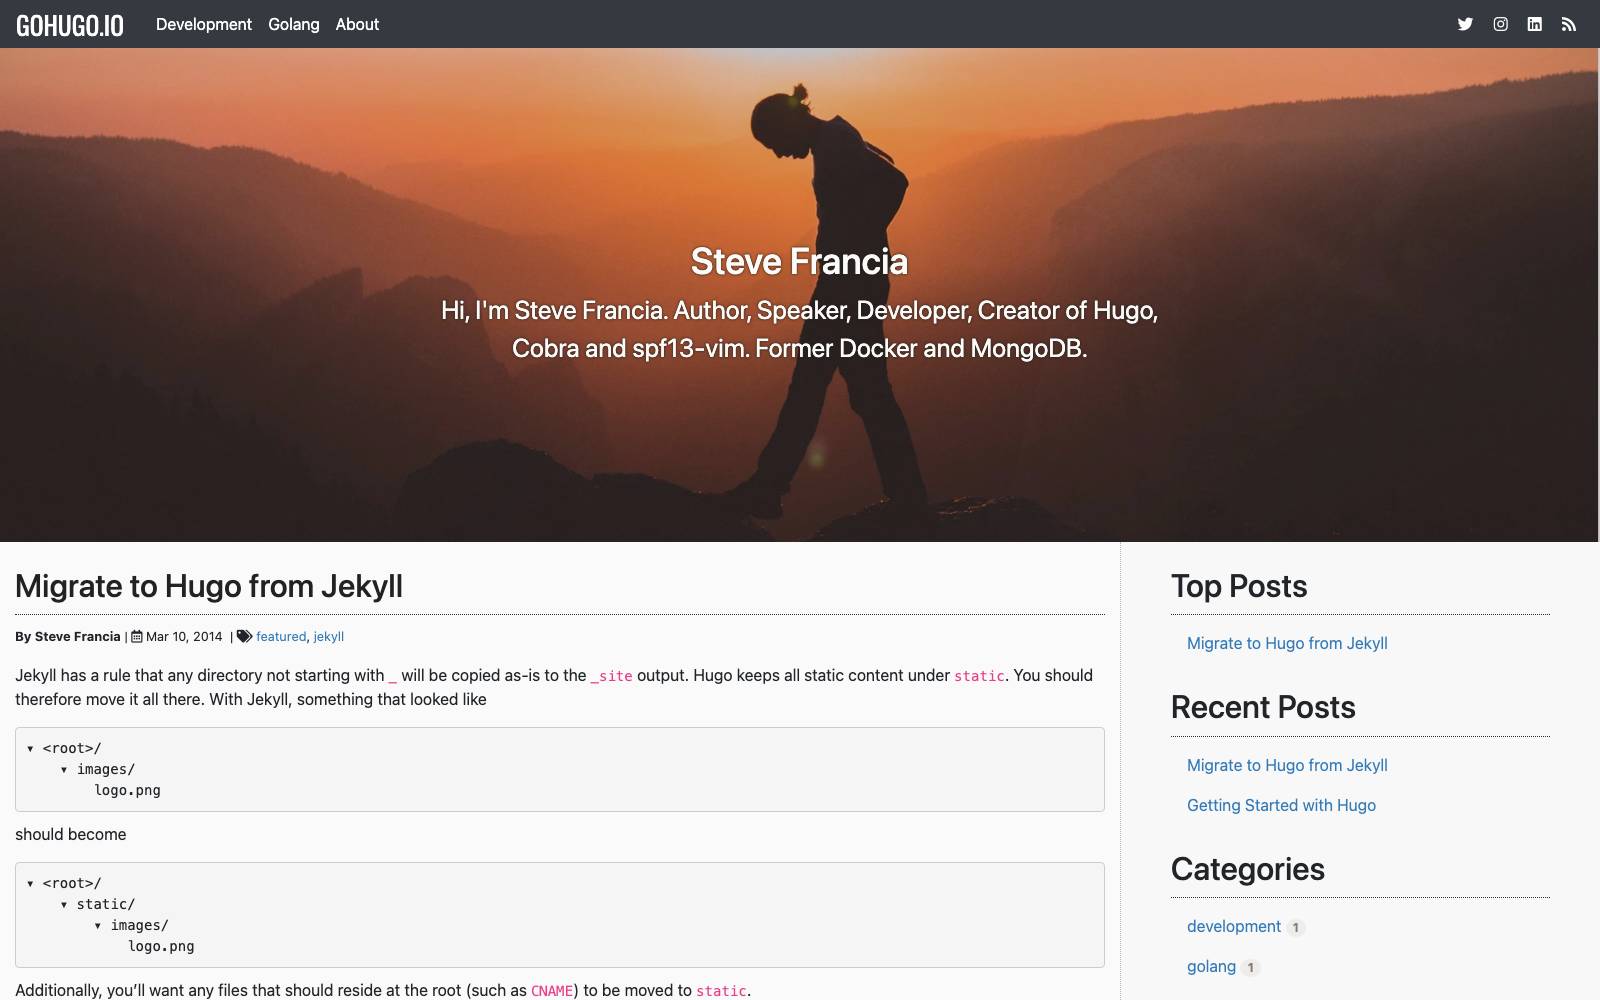 GOHUGO.IO Development Golang About
Steve Francia
Hi, I'm Steve Francia. Author, Speaker, Developer, Creator of Hugo,
Cobra and spf13-vim. Former Docker and MongoDB.
Migrate to Hugo from Jekyll
By Steve Francia | Mar 10, 2014 | featured, jekyll
Jekyll has a rule that any directory not starting with _ will be copied as-is to the _site output. Hugo keeps all static content under static. You should
therefore move it all there. With Jekyll, something that looked like
▾ <root>/
▾ images/
logo.png
should become
▾ <root>/
▾ static/
▾ images/
logo.png
Additionally, you’ll want any files that should reside at the root (such as CNAME) to be moved to static.
Top Posts
Migrate to Hugo from Jekyll
Recent Posts
Migrate to Hugo from Jekyll
Getting Started with Hugo
Categories
development 1
golang 1